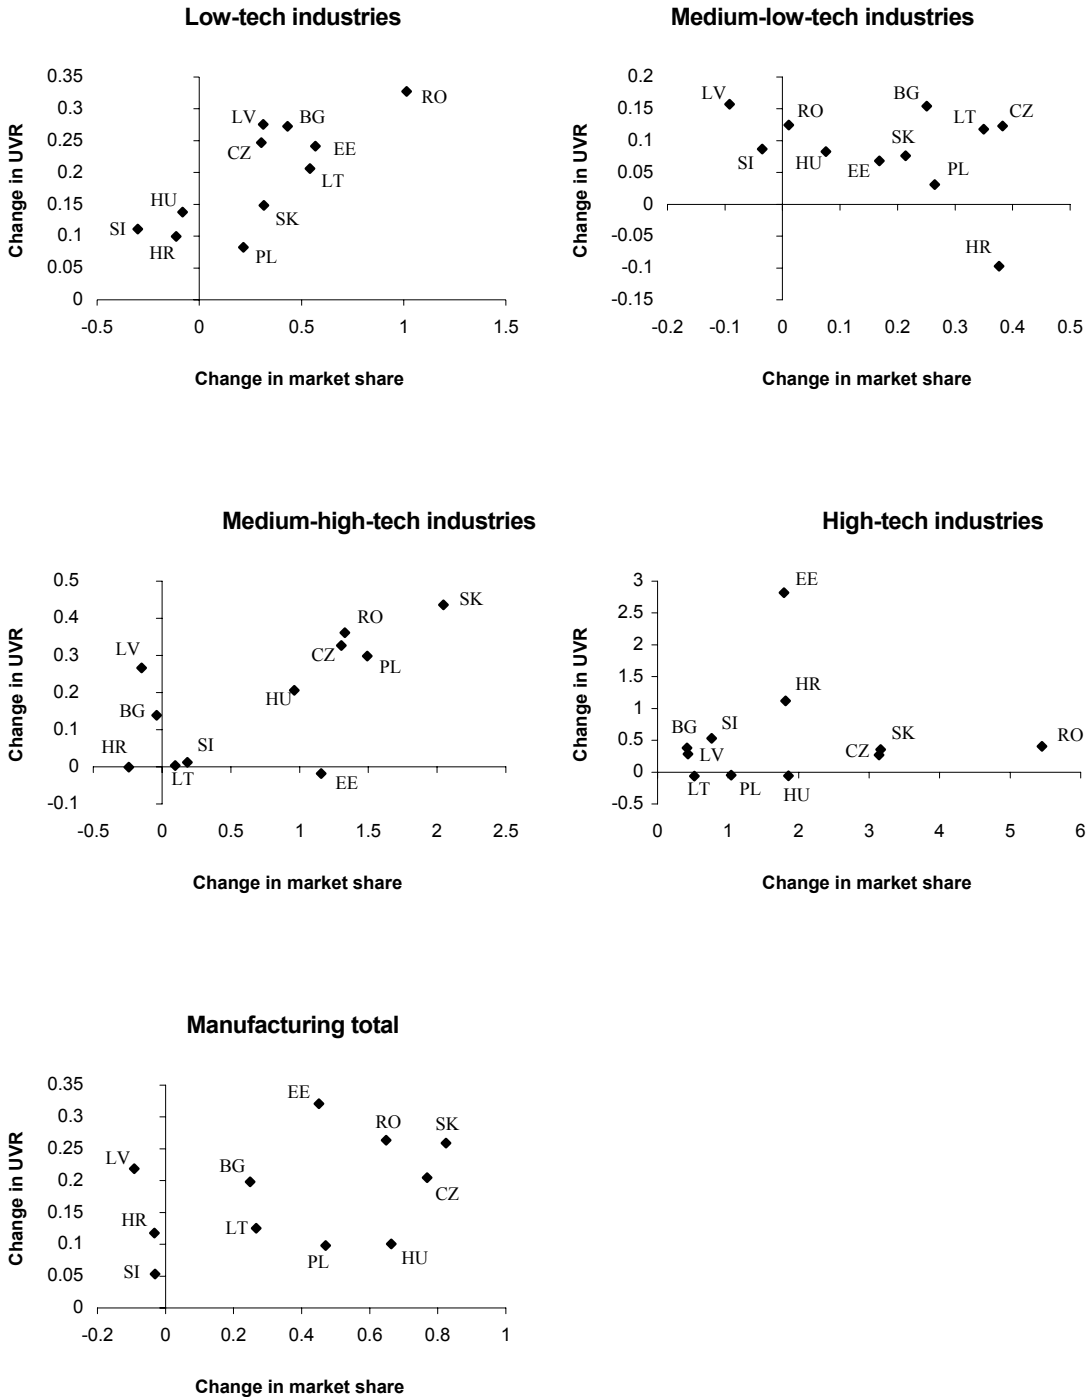 Low-tech industries
Change in UVR
0.35
0.3
0.25
0.2
0.15
0.1
0.05
0
RO
LV
BG
CZ
EE
LT
HU
SK
SI
HR
PL
-0.5
0
0.5
1
1.5
Change in market share
Medium-low-tech industries
Change in UVR
0.2
0.15
0.1
0.05
0
-0.05
-0.1
-0.15
LV
RO
BG
LT
CZ
SI
HU
EE
SK
PL
HR
-0.2
-0.1
0
0.1
0.2
0.3
0.4
0.5
Change in market share
Medium-high-tech industries
Change in UVR
0.5
0.4
0.3
0.2
0.1
0
-0.1
SK
RO
LV
CZ
PL
HU
BG
HR
SI
LT
EE
-0.5
0
0.5
1
1.5
2
2.5
Change in market share
High-tech industries
Change in UVR
3
2.5
2
1.5
1
0.5
0
-0.5
EE
HR
BG
SI
SK
RO
LV
CZ
LT
PL
HU
0
1
2
3
4
5
6
Change in market share
Manufacturing total
Change in UVR
0.35
0.3
0.25
0.2
0.15
0.1
0.05
0
EE
RO
SK
LV
BG
CZ
HR
LT
PL
HU
SI
-0.2
0
0.2
0.4
0.6
0.8
1
Change in market share